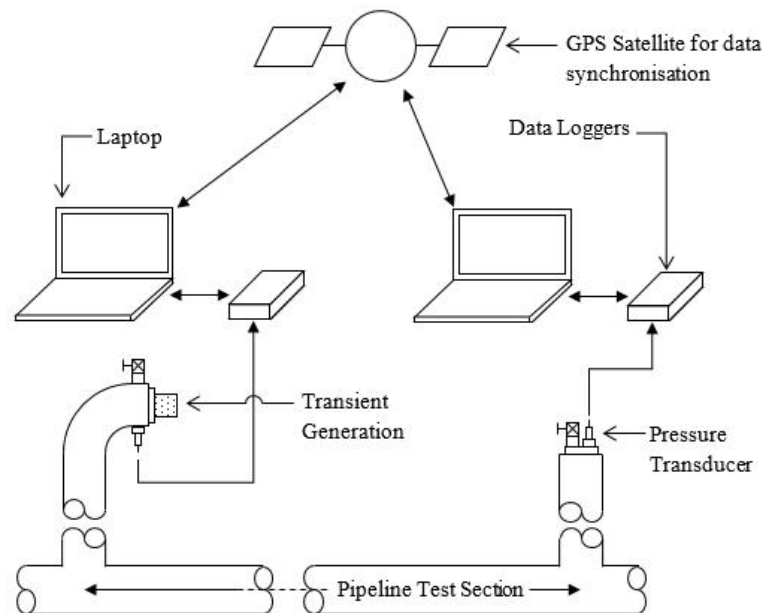 GPS Satellite for data
synchronisation
Laptop
Data Loggers
Transient
Generation
Pressure
Transducer
Pipeline Test Section